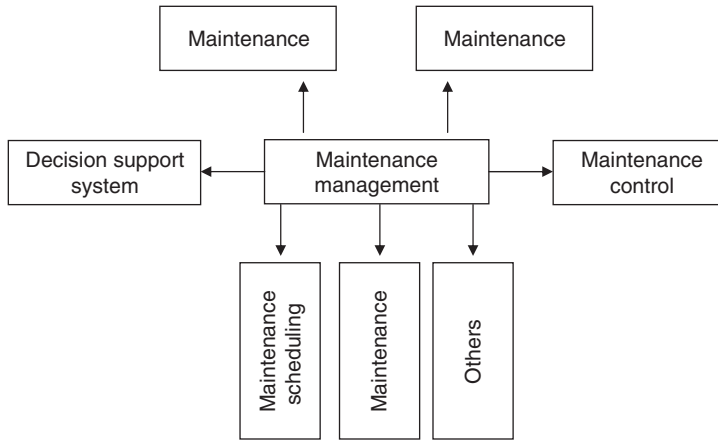 Maintenance
Maintenance
Decision support
system
Maintenance
management
Maintenance
control
Maintenance
scheduling
Maintenance
Others